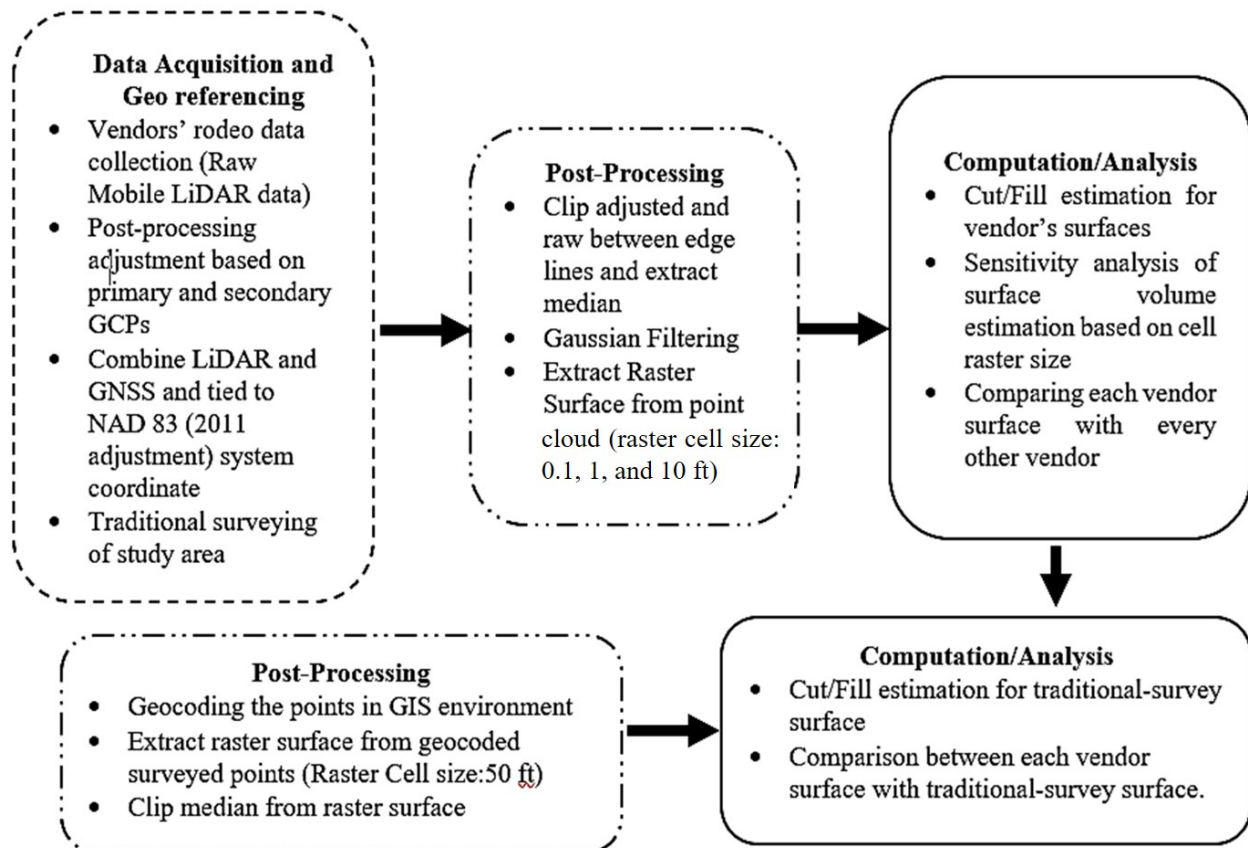 Data Acquisition and
Geo referencing
• Vendors' rodeo data
collection (Raw
Mobile LiDAR data)
• Post-processing
adjustment based on
primary and secondary
GCPs
• Combine LiDAR and
GNSS and tied to
NAD 83 (2011
adjustment) system
coordinate
• Traditional surveying
of study area
Post-Processing
• Clip adjusted and
raw between edge
lines and extract
median
• Gaussian Filtering
• Extract Raster
Surface from point
cloud (raster cell size:
0.1, 1, and 10 ft)
Computation/Analysis
• Cut/Fill estimation for
vendor's surfaces
• Sensitivity analysis of
surface volume
estimation based on cell
raster size
• Comparing each vendor
surface with every
other vendor
Post-Processing
• Geocoding the points in GIS environment
• Extract raster surface from geocoded
surveyed points (Raster Cell size:50 ft)
• Clip median from raster surface
Computation/Analysis
• Cut/Fill estimation for traditional-survey
surface
• Comparison between each vendor
surface with traditional-survey surface.